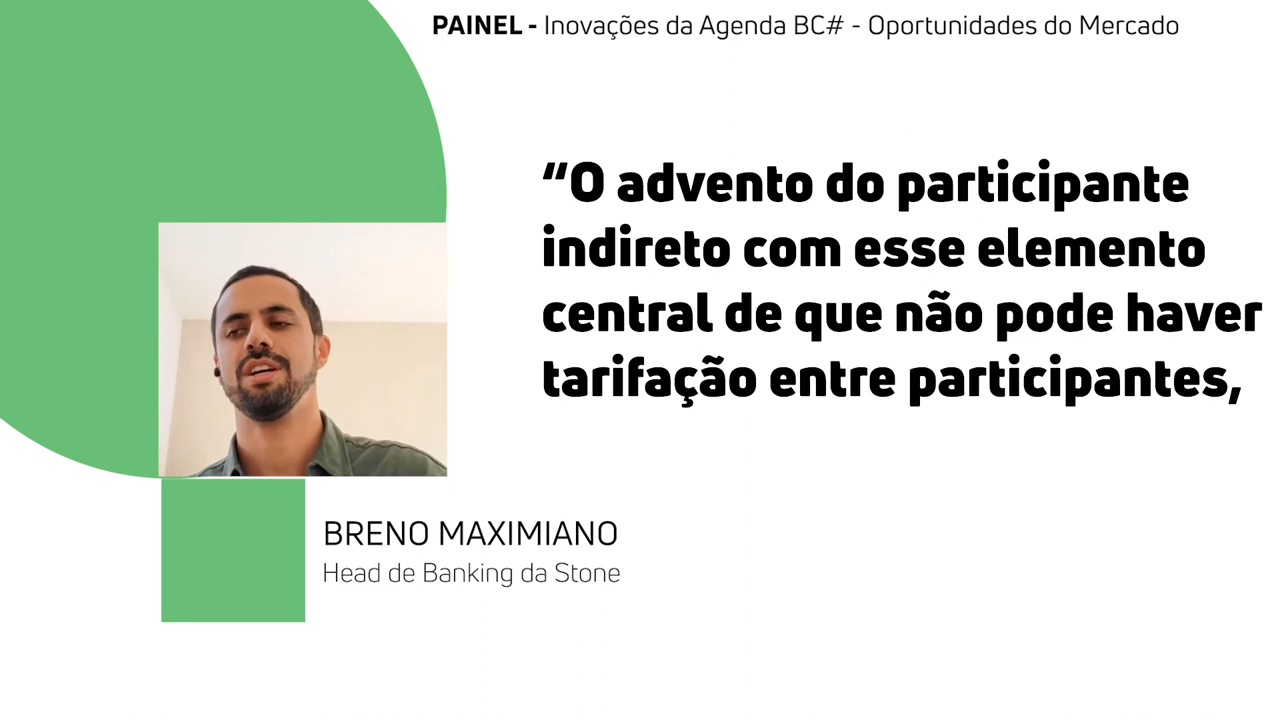 PAINEL - Inovações da Agenda BC# - Oportunidades do Mercado
“O advento do participante
indireto com esse elemento
central de que não pode haver
tarifação entre participantes,
BRENO MAXIMIANO
Head de Banking da Stone